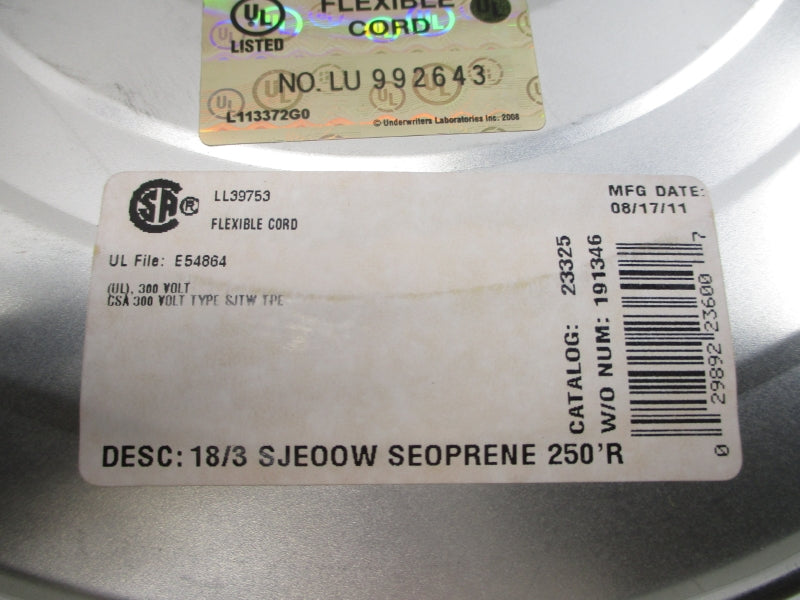 UL
LISTED
FLEXIBLE
CORD
UL
NO. LU 992643
L113372G0
© Underwriters Laboratories Inc. 2008
CSA ®
LL39753
FLEXIBLE CORD
MFG DATE:
08/17/11
UL File: E54864
(UL), 300 VOLT
CSA 300 VOLT TYPE SJTW TPE
CATALOG: 23325
W/O NUM: 191346
0 29892 23600 7
DESC: 18/3 SJEOOW SEOPRENE 250'R